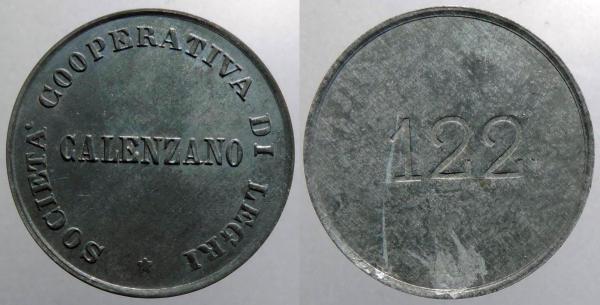 SOCIETA' COOPERATIVA DI LEGRI
CALENZANO
122